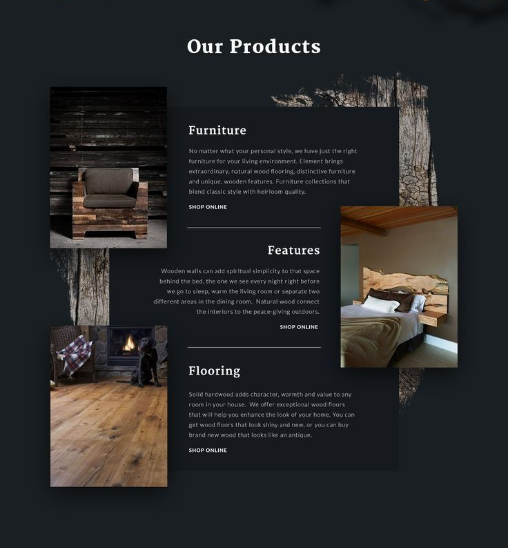 Our Products
Furniture
No matter what your personal style, we have just the right
furniture for your living environment. Element brings
extraordinary, natural wood flooring, distinctive furniture
and unique, wooden features. Furniture collections that
blend classic style with heirloom quality.
SHOP ONLINE
Features
Wooden walls can add spiritual simplicity to that space
behind the bed, the one we see every night right before
we go to sleep, warm the living room or separate two
different areas in the dining room. Natural wood connect
the interiors to the peace-giving outdoors.
SHOP ONLINE
Flooring
Solid hardwood adds character, warmth and value to any
room in your house. We offer exceptional wood floors
that will help you enhance the look of your home. You can
get wood floors that look shiny and new, or you can buy
brand new wood that looks like an antique.
SHOP ONLINE